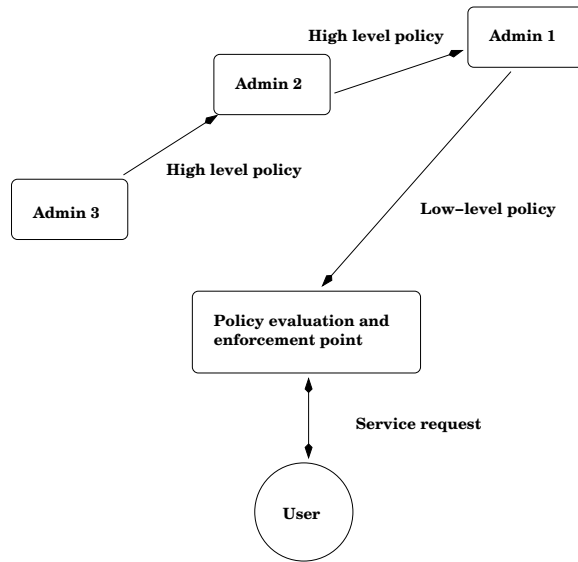 High level policy
Admin 1
Admin 2
High level policy
Admin 3
Low−level policy
Policy evaluation and
enforcement point
Service request
User